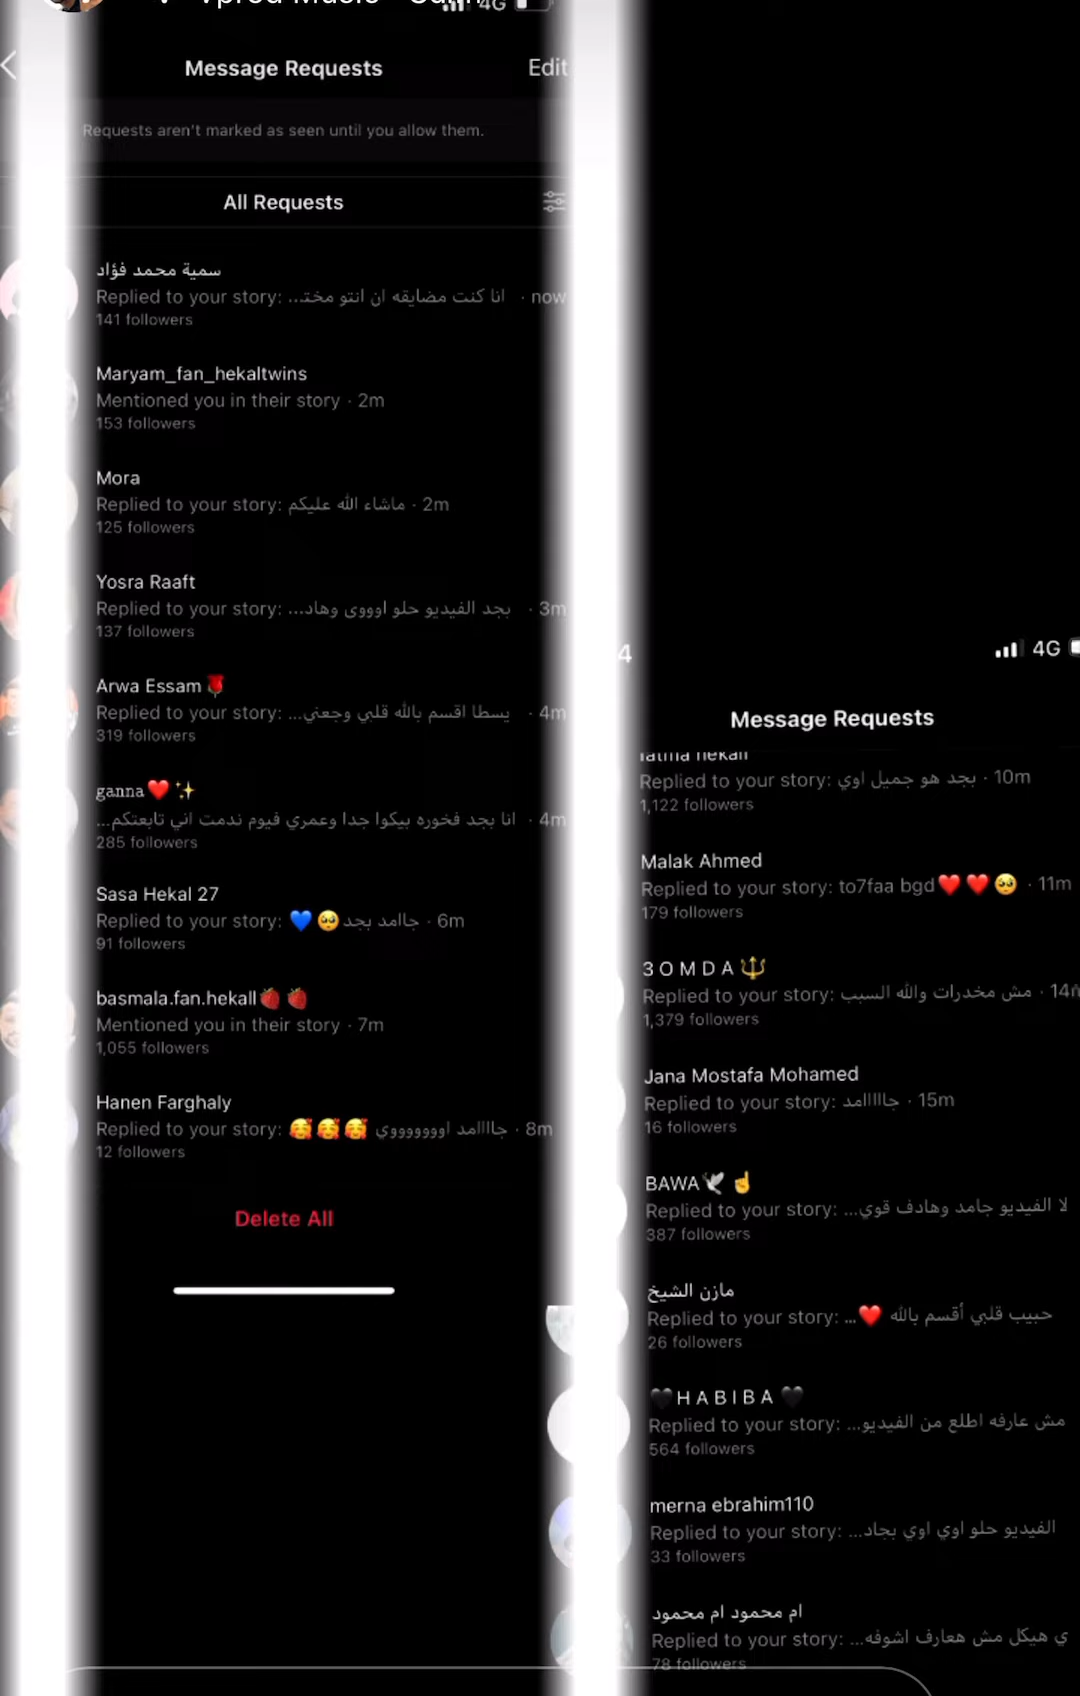 Vprod Music
4G
Message Requests
Edit
Requests aren't marked as seen until you allow them.
All Requests
سمية محمد فؤاد
Replied to your story: انا كنت مضايقه ان انتو مخت... · now
141 followers
Maryam_fan_hekaltwins
Mentioned you in their story · 2m
153 followers
Mora
Replied to your story: ماشاء الله عليكم · 2m
125 followers
Yosra Raaft
Replied to your story: بجد الفيديو حلو اوووى وهاد... · 3m
137 followers
Arwa Essam🌹
Replied to your story: يسطا اقسم بالله قلبي وجعني... · 4m
319 followers
ganna❤️✨
انا بجد فخوره بيكوا جدا وعمري فيوم ندمت اني تابعتكم... · 4m
285 followers
Sasa Hekal 27
Replied to your story: 💙🥺جاامد بجد · 6m
91 followers
basmala.fan.hekall🍓🍓
Mentioned you in their story · 7m
1,055 followers
Hanen Farghaly
Replied to your story: 🥰🥰🥰 جاااامد اوووووووي · 8m
12 followers
Delete All
4
4G
Message Requests
fatma hekall
Replied to your story: بجد هو جميل اوي · 10m
1,122 followers
Malak Ahmed
Replied to your story: to7faa bgd❤️❤️🥺 · 11m
179 followers
3 O M D A🔱
Replied to your story: مش مخدرات والله السبب · 14m
1,379 followers
Jana Mostafa Mohamed
Replied to your story: جااااامد · 15m
16 followers
BAWA🕊️☝️
Replied to your story: لا الفيديو جامد وهادف قوي...
387 followers
مازن الشيخ
Replied to your story: حبيب قلبي أقسم بالله ❤️...
26 followers
🖤H A B I B A🖤
Replied to your story: مش عارفه اطلع من الفيديو...
564 followers
merna ebrahim110
Replied to your story: الفيديو حلو اوي اوي بجاد...
33 followers
ام محمود ام محمود
Replied to your story: ي هيكل مش هعارف اشوفه...
78 followers